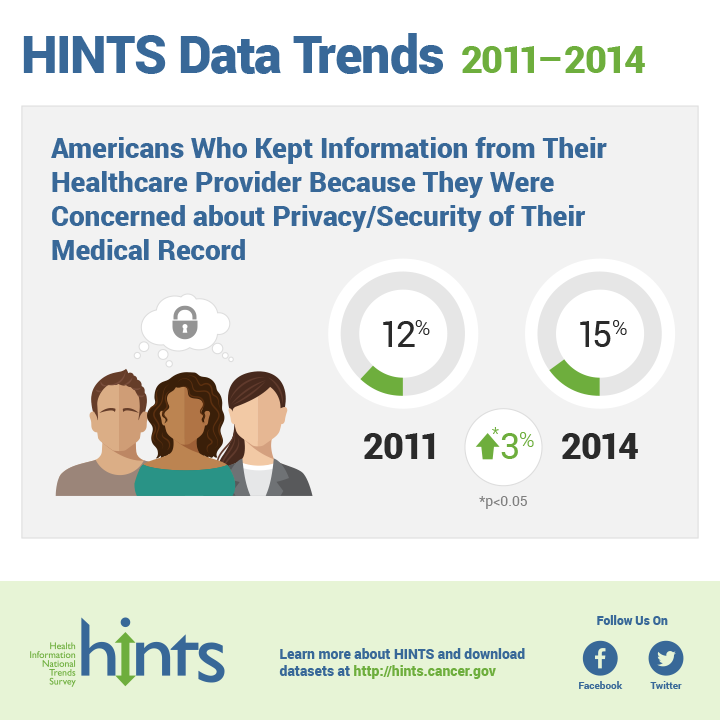 HINTS Data Trends 2011–2014
Americans Who Kept Information from Their
Healthcare Provider Because They Were
Concerned about Privacy/Security of Their
Medical Record
12%
15%
2011
*3%
2014
*p<0.05
Health
Information
National
Trends
Survey
hints
Learn more about HINTS and download
datasets at http://hints.cancer.gov
Follow Us On
Facebook
Twitter